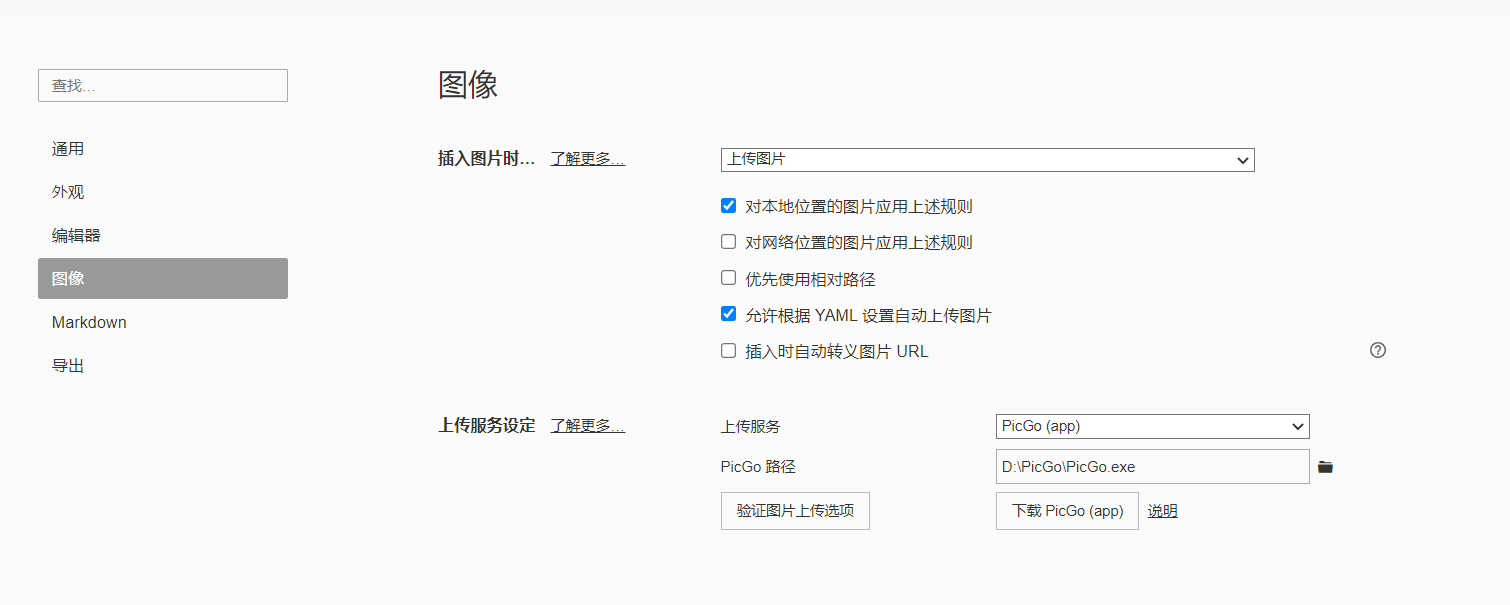 查找...
通用
外观
编辑器
图像
Markdown
导出
图像
插入图片时... 了解更多... 上传图片
对本地位置的图片应用上述规则
对网络位置的图片应用上述规则
优先使用相对路径
允许根据 YAML 设置自动上传图片
插入时自动转义图片 URL
上传服务设定 了解更多... 上传服务 PicGo (app)
PicGo 路径 D:\PicGo\PicGo.exe
验证图片上传选项 下载 PicGo (app) 说明